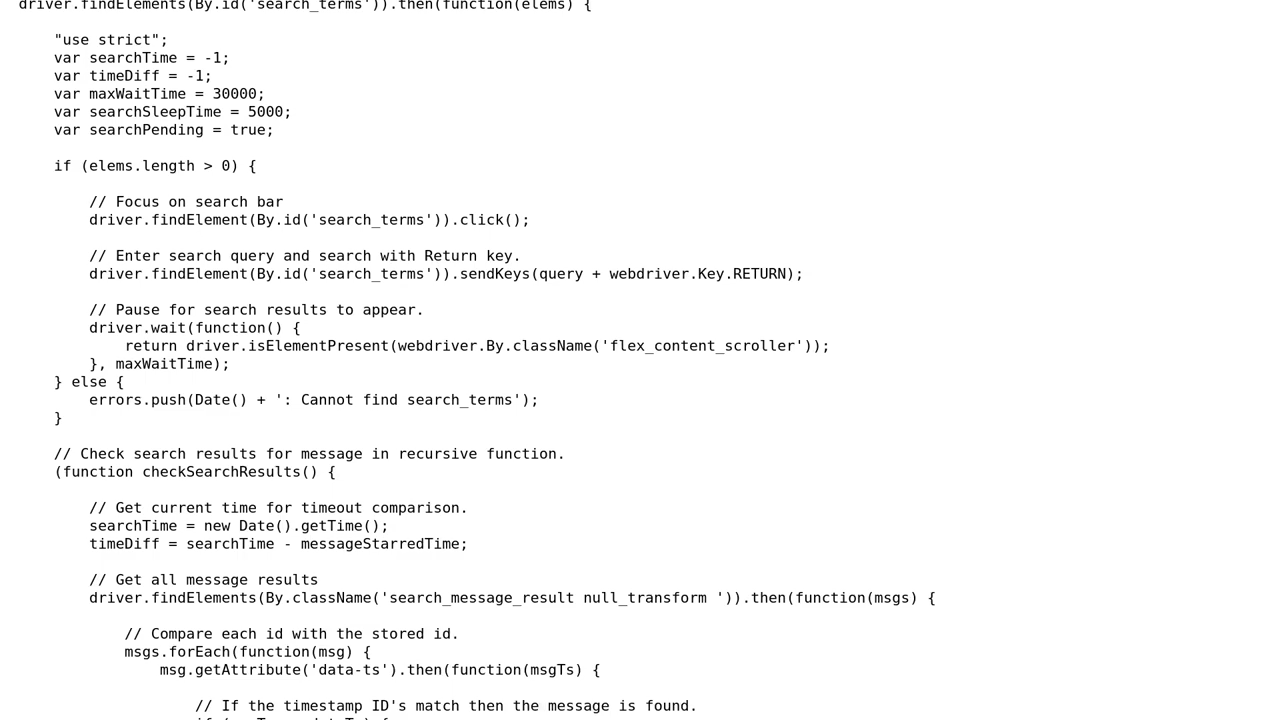 driver.findElements(By.id('search_terms')).then(function(elems) {
"use strict";
var searchTime = -1;
var timeDiff = -1;
var maxWaitTime = 30000;
var searchSleepTime = 5000;
var searchPending = true;
if (elems.length > 0) {
// Focus on search bar
driver.findElement(By.id('search_terms')).click();
// Enter search query and search with Return key.
driver.findElement(By.id('search_terms')).sendKeys(query + webdriver.Key.RETURN);
// Pause for search results to appear.
driver.wait(function() {
return driver.isElementPresent(webdriver.By.className('flex_content_scroller'));
}, maxWaitTime);
} else {
errors.push(Date() + ': Cannot find search_terms');
}
// Check search results for message in recursive function.
(function checkSearchResults() {
// Get current time for timeout comparison.
searchTime = new Date().getTime();
timeDiff = searchTime - messageStarredTime;
// Get all message results
driver.findElements(By.className('search_message_result null_transform ')).then(function(msgs) {
// Compare each id with the stored id.
msgs.forEach(function(msg) {
msg.getAttribute('data-ts').then(function(msgTs) {
// If the timestamp ID's match then the message is found.